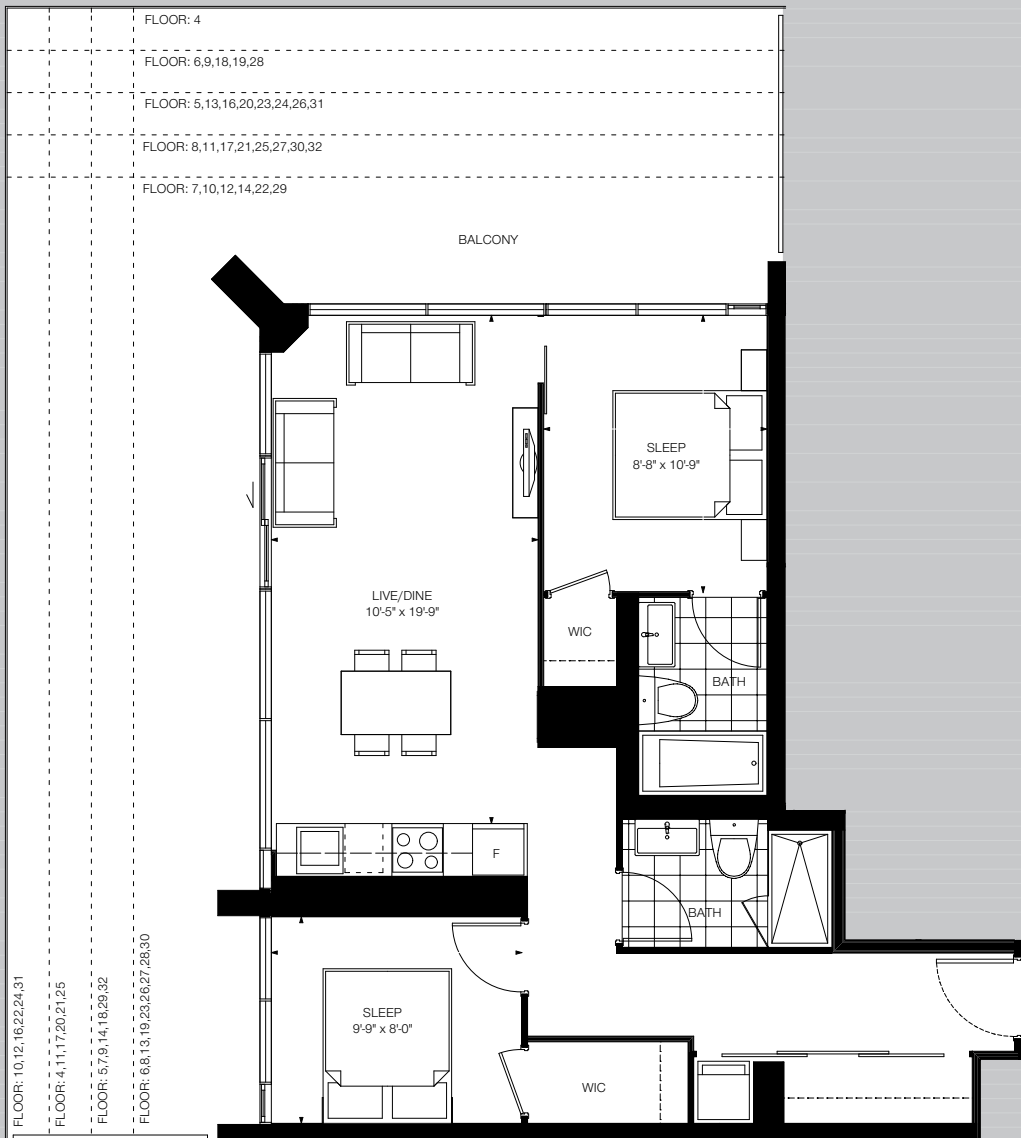 FLOOR: 4
FLOOR: 6,9,18,19,28
FLOOR: 5,13,16,20,23,24,26,31
FLOOR: 8,11,17,21,25,27,30,32
FLOOR: 7,10,12,14,22,29
BALCONY
SLEEP
8'-8" x 10'-9"
LIVE/DINE
10'-5" x 19'-9"
WIC
BATH
F
BATH
SLEEP
9'-9" x 8'-0"
WIC
FLOOR: 10,12,16,22,24,31
FLOOR: 4,11,17,20,21,25
FLOOR: 5,7,9,14,18,29,32
FLOOR: 6,8,13,19,23,26,27,28,30